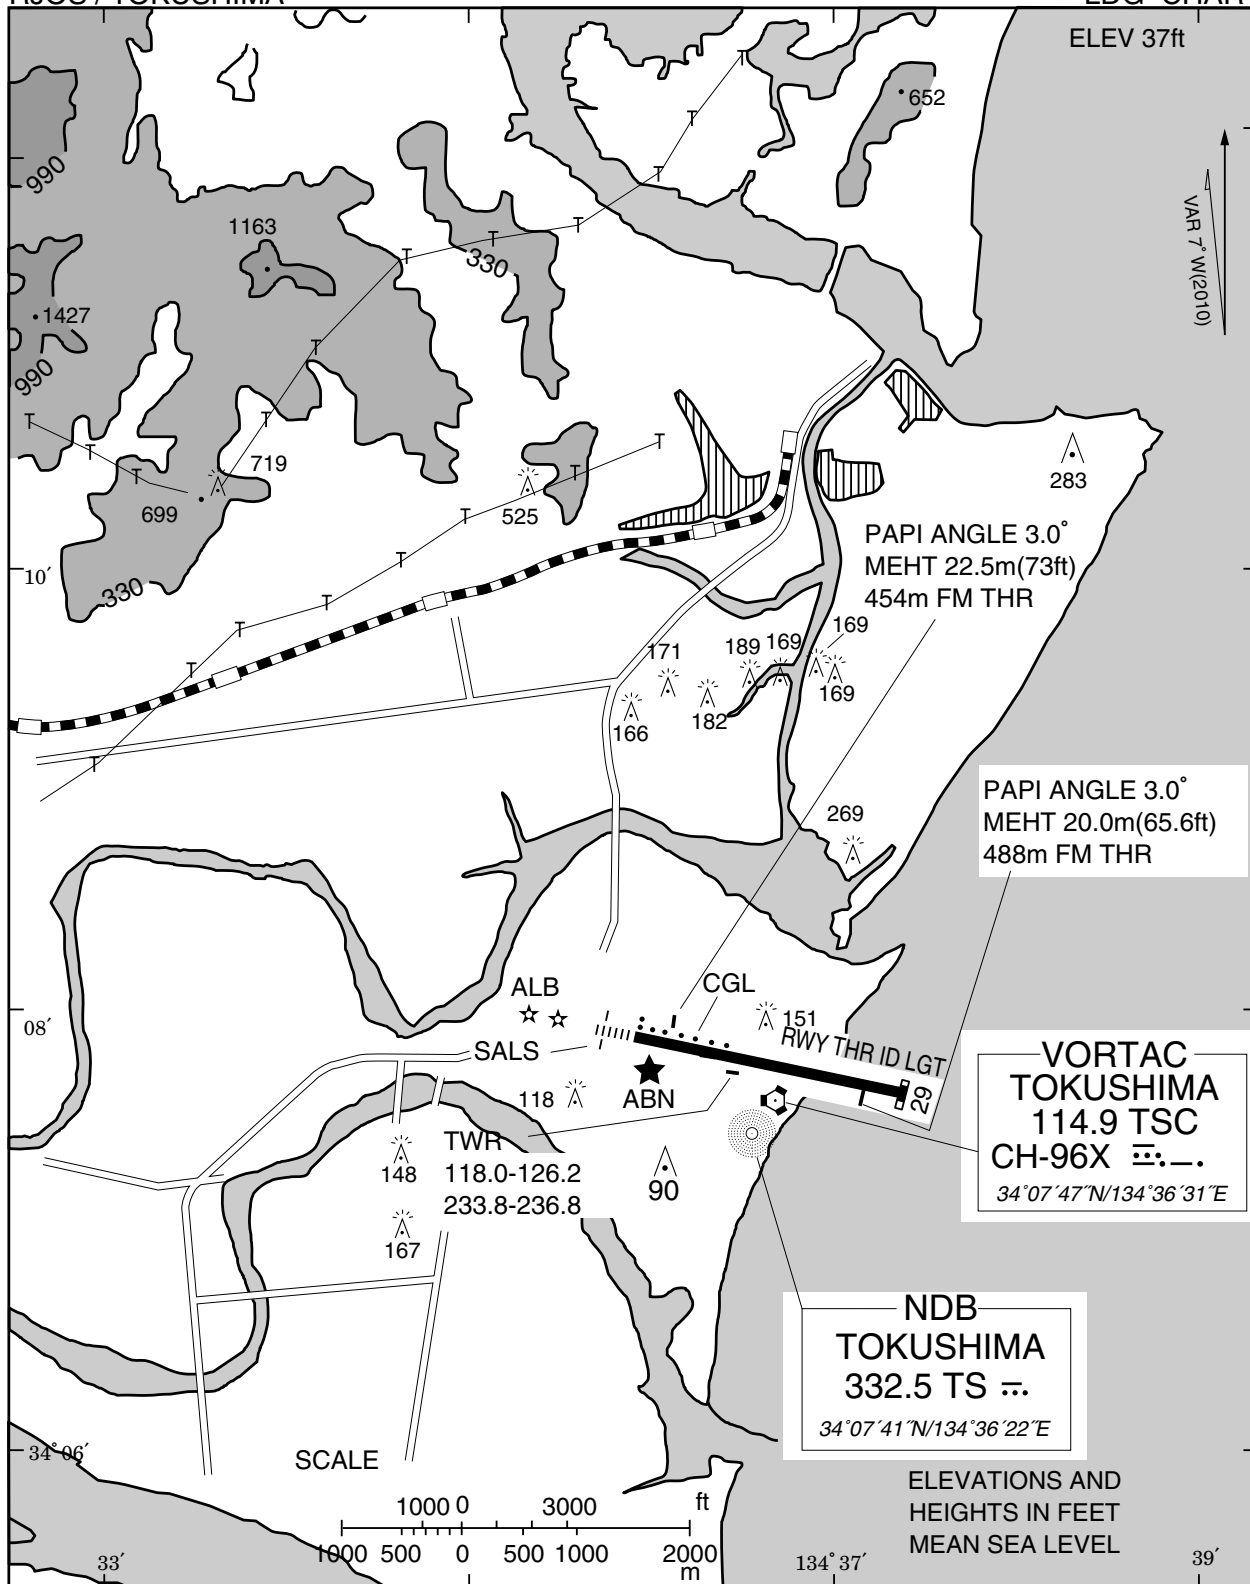 RJOS / TOKUSHIMA
LDG CHAR
ELEV 37ft
652
990
1163
330
VAR 7°W(2010)
1427
990
719
699
525
283
330
10′
PAPI ANGLE 3.0°
MEHT 22.5m(73ft)
454m FM THR
169
171
189
169
169
182
166
PAPI ANGLE 3.0°
MEHT 20.0m(65.6ft)
488m FM THR
269
ALB
CGL
151
RWY THR ID LGT
08′
SALS
29
118
ABN
VORTAC
TOKUSHIMA
114.9 TSC
CH-96X
34°07′47″N/134°36′31″E
TWR
118.0-126.2
233.8-236.8
148
90
167
NDB
TOKUSHIMA
332.5 TS
34°07′41″N/134°36′22″E
34°06′
SCALE
ELEVATIONS AND
HEIGHTS IN FEET
MEAN SEA LEVEL
1000 0 3000 ft
1000 500 0 500 1000 2000
m
33′
134°37′
39′